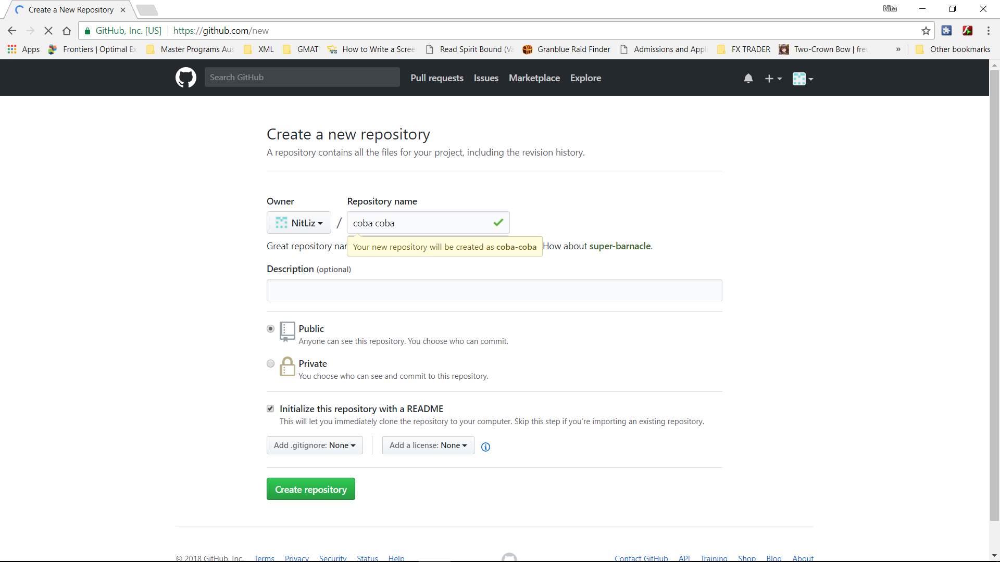 Create a New Repository
Nita
GitHub, Inc. [US] https://github.com/new
Apps Frontiers | Optimal Ex Master Programs Aus XML GMAT How to Write a Scree Read Spirit Bound (Va Granblue Raid Finder Admissions and Appli FX TRADER Two-Crown Bow | freu » Other bookmarks
Search GitHub Pull requests Issues Marketplace Explore
Create a new repository
A repository contains all the files for your project, including the revision history.
Owner Repository name
NitLiz / coba coba
Great repository nar Your new repository will be created as coba-coba How about super-barnacle.
Description (optional)
Public
Anyone can see this repository. You choose who can commit.
Private
You choose who can see and commit to this repository.
Initialize this repository with a README
This will let you immediately clone the repository to your computer. Skip this step if you’re importing an existing repository.
Add .gitignore: None Add a license: None
Create repository
© 2018 GitHub, Inc. Terms Privacy Security Status Help Contact GitHub API Training Shop Blog About